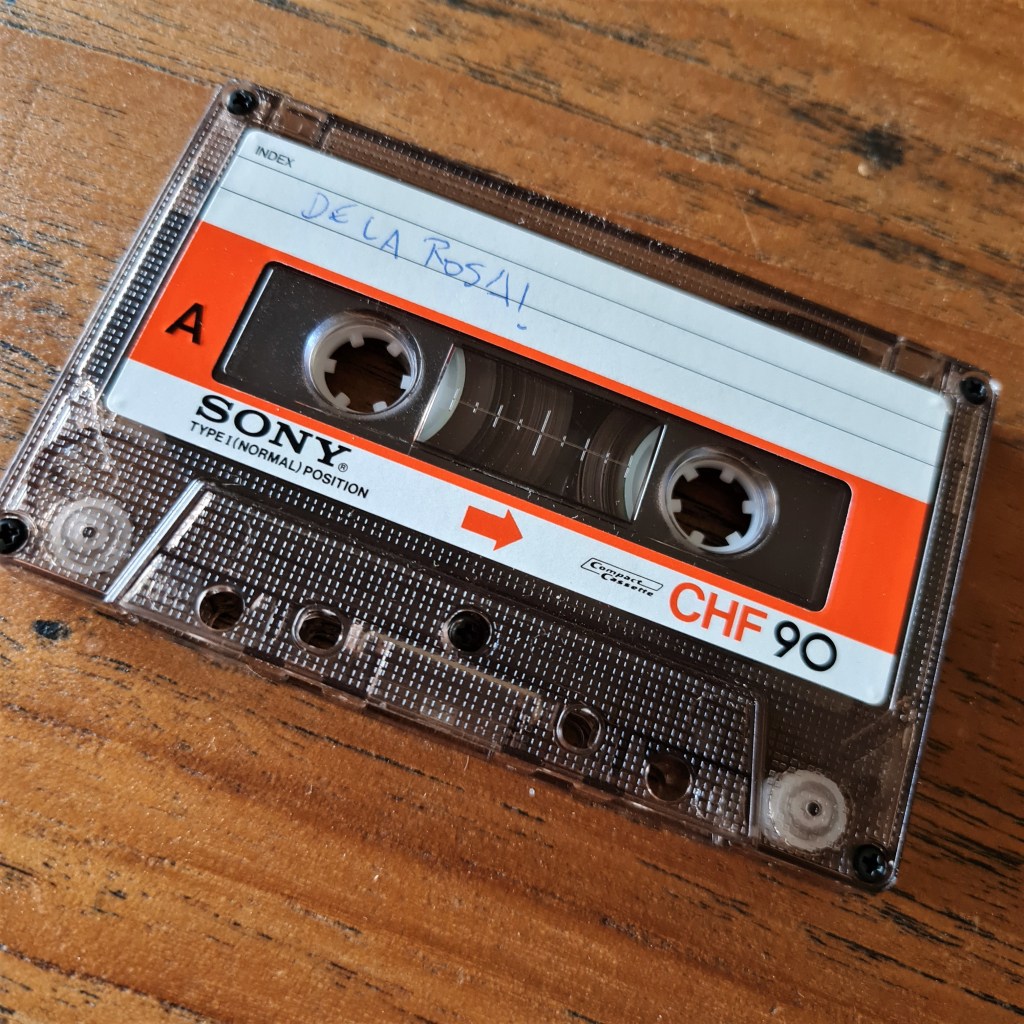 INDEX
DE LA ROSA!
A
SONY®
TYPE I (NORMAL) POSITION
Compact
Cassette
CHF 90